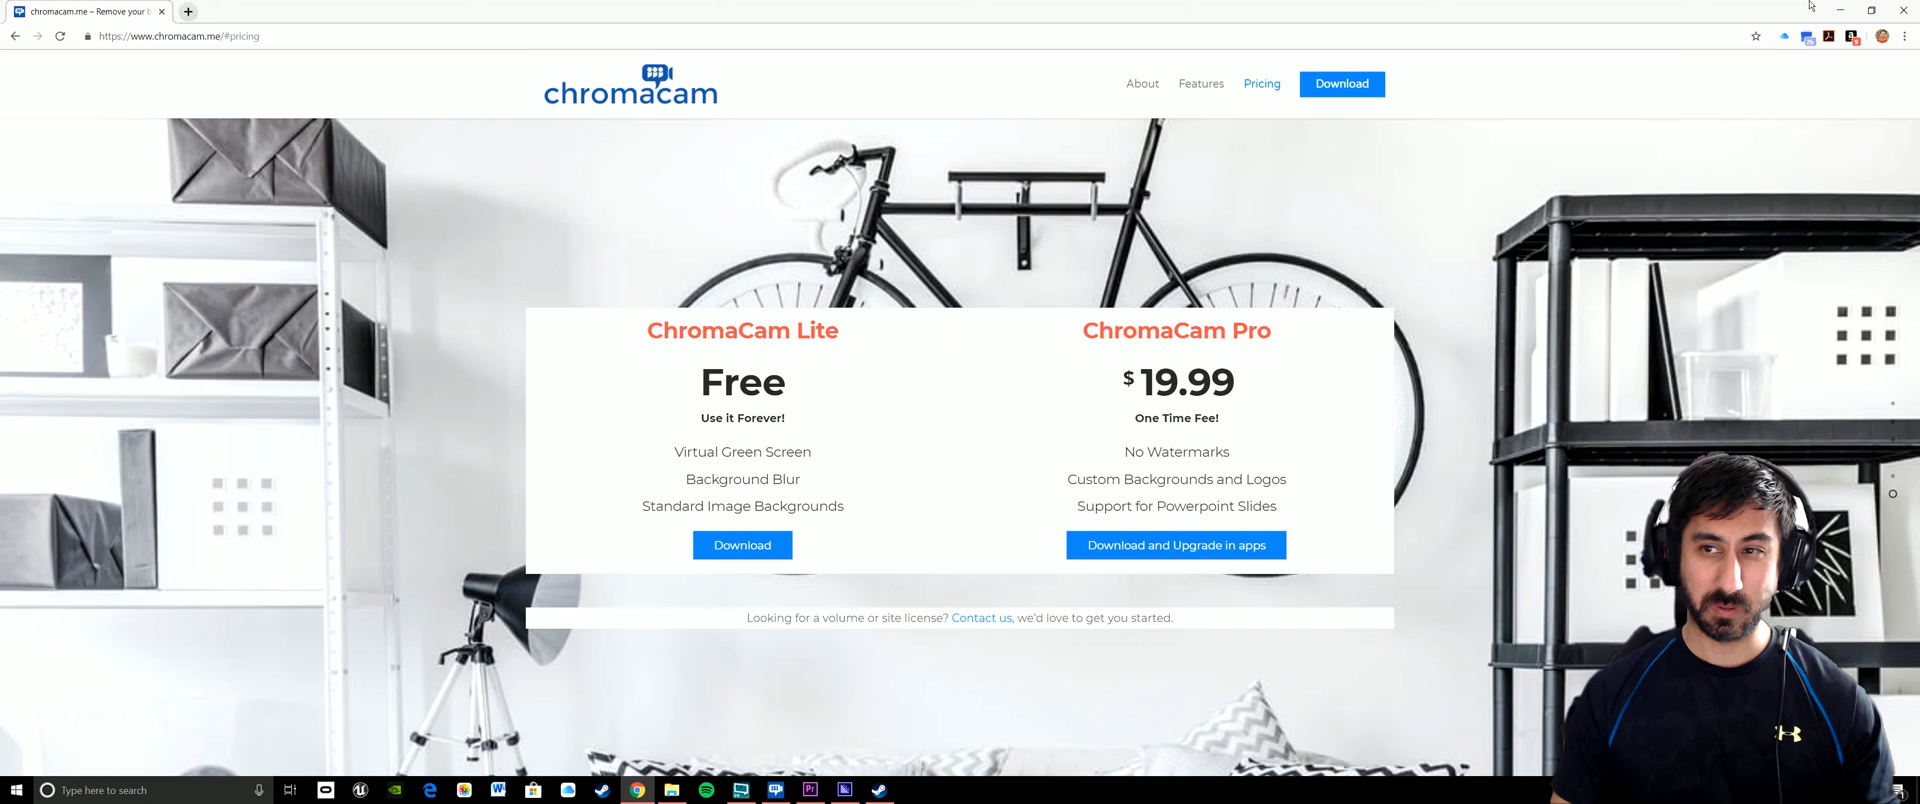 chromacam.me – Remove your b
https://www.chromacam.me/#pricing
chromacam
About
Features
Pricing
Download
ChromaCam Lite
Free
Use it Forever!
Virtual Green Screen
Background Blur
Standard Image Backgrounds
Download
ChromaCam Pro
$ 19.99
One Time Fee!
No Watermarks
Custom Backgrounds and Logos
Support for Powerpoint Slides
Download and Upgrade in apps
Looking for a volume or site license? Contact us, we'd love to get you started.
Type here to search